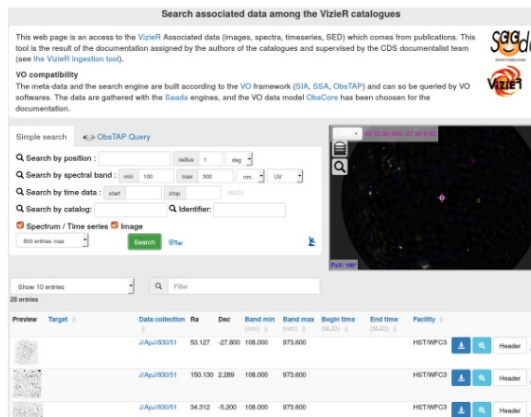 Search associated data among the VizieR catalogues
This web page is an access to the VizieR Associated data (images, spectra, timeseries, SED) which comes from publications. This
tool is the result of the documentation assigned by the authors of the catalogues and supervised by the CDS documentalist team
(see the VizieR ingestion tool).
VO compatibility
The meta-data and the search engine are built according to the VO framework (SIA, SSA, ObsTAP) and can so be queried by VO
softwares. The data are gathered with the Saada engines, and the VO data model ObsCore has been choosen for the
documentation.
Simple search ObsTAP Query
Search by position : radius 1 deg
Search by spectral band : min 100 max 300 nm UV
Search by time data : start stop (MJD)
Search by catalog: Identifier:
Spectrum / Time series Image
500 entries max Search Tar
FoV: 180°
Show 10 entries Filter
28 entries
Preview Target Data collection Ra Dec Band min (nm) Band max (nm) Begin time (MJD) End time (MJD) Facility
J/ApJ/830/51 53.127 -27.800 108.000 973.600 HST/WFC3 Header
J/ApJ/830/51 150.130 2.289 108.000 973.600 HST/WFC3 Header
J/ApJ/830/51 34.312 -5.200 108.000 973.600 HST/WFC3 Header